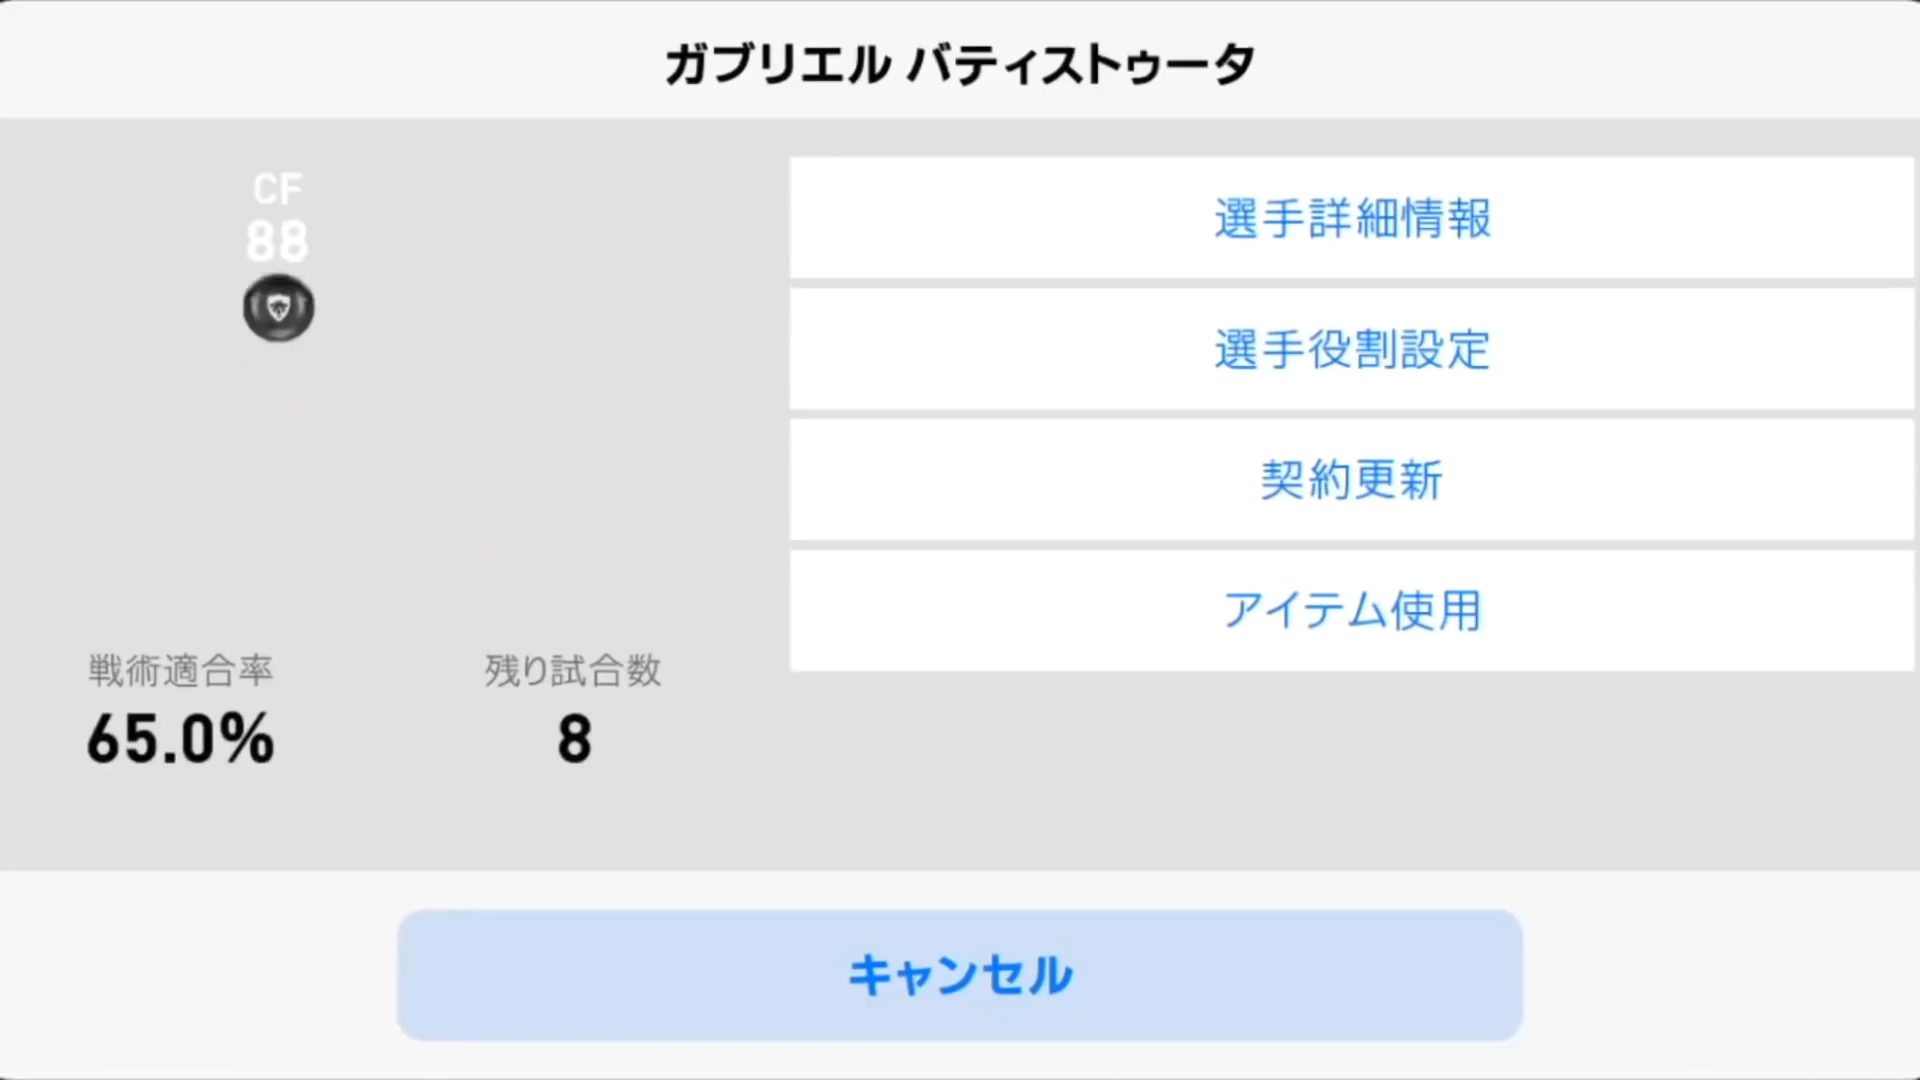 ガブリエル バティストゥータ
CF
88
戦術適合率
65.0%
残り試合数
8
選手詳細情報
選手役割設定
契約更新
アイテム使用
キャンセル